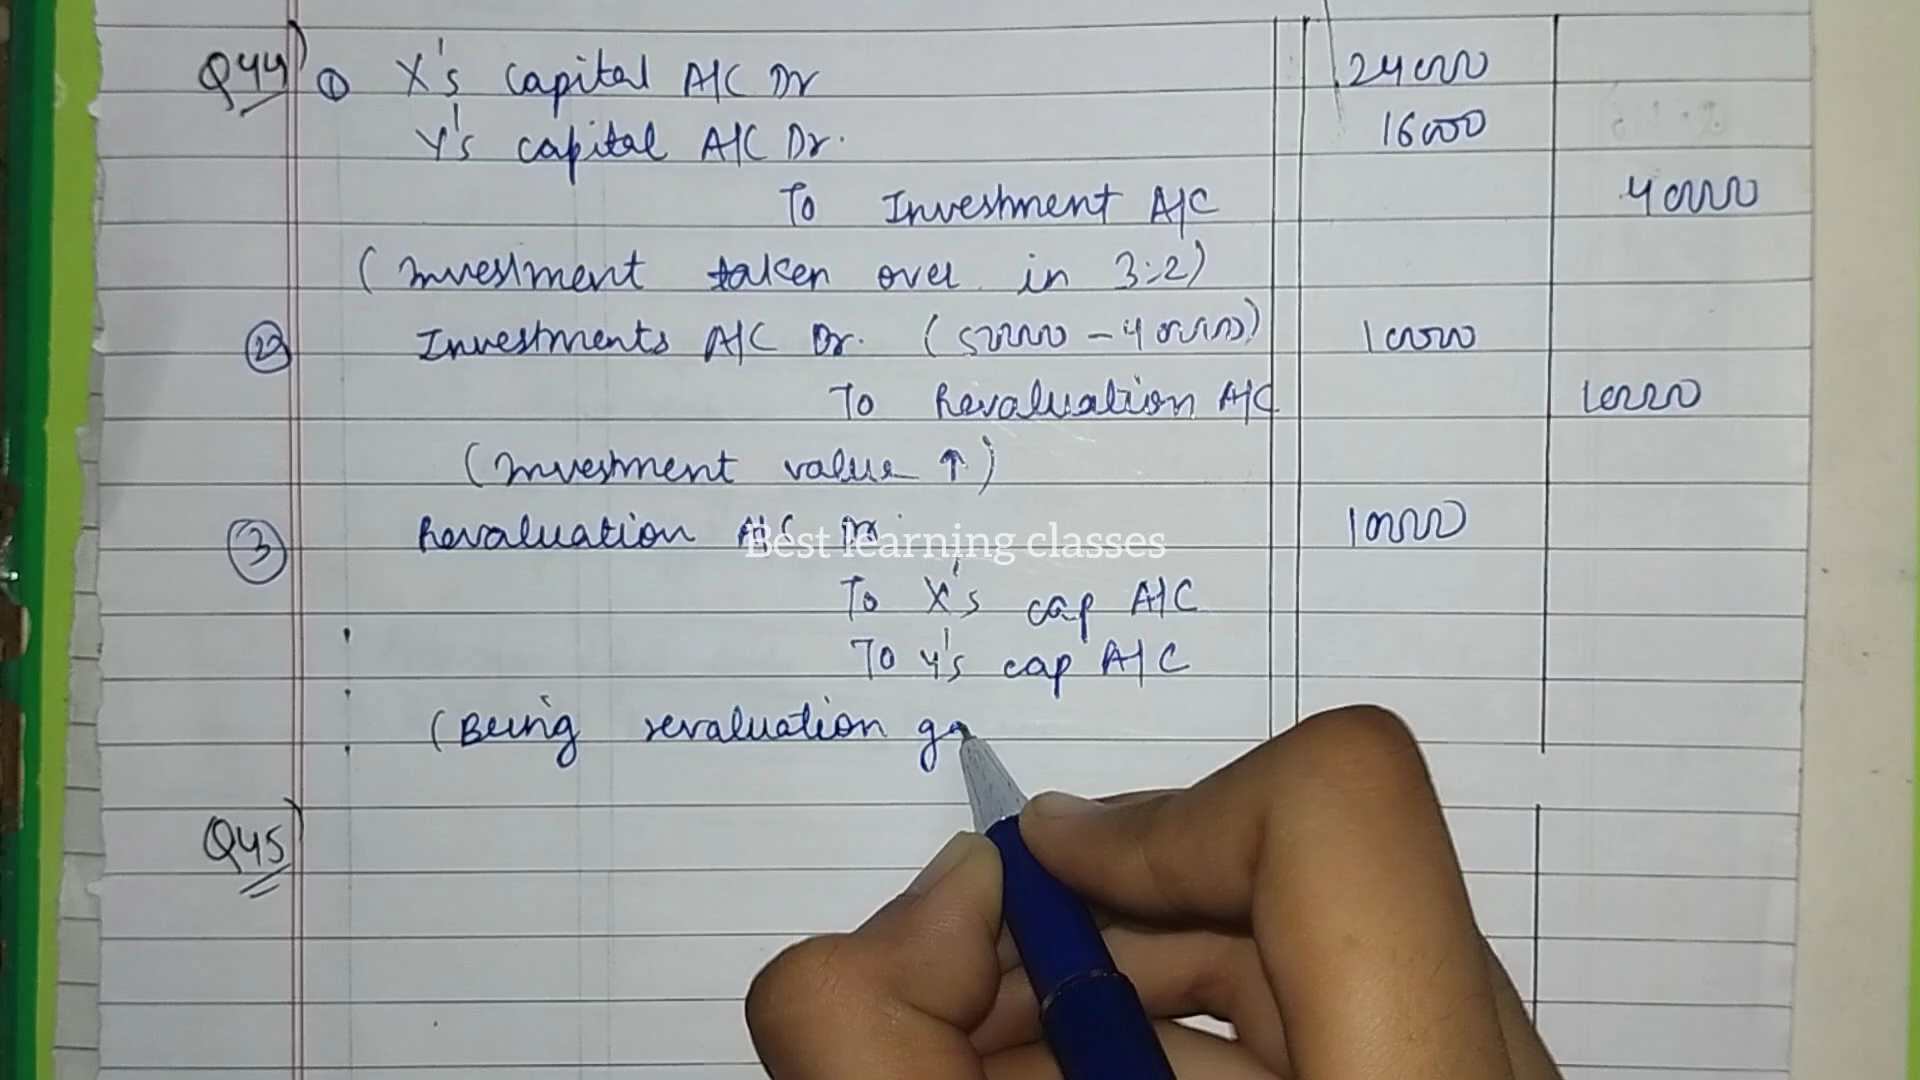 Q44) ① X's capital A/C Dr 24000
Y's capital A/C Dr. 16000
To Investment A/C 40000
(Investment taken over in 3:2)
② Investments A/C Dr. (50000 - 40000) 10000
To Revaluation A/C 10000
(Investment value ↑)
③ Revaluation A/C Dr. 10000
Best learning classes
To X's cap A/C
To Y's cap A/C
(Being revaluation ga
Q45)